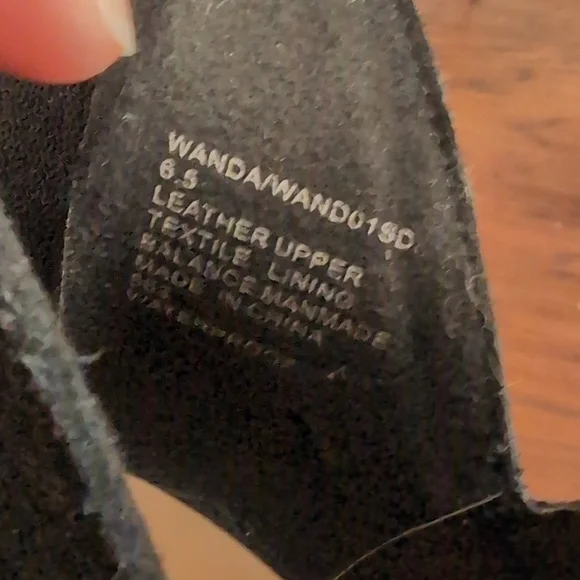 WANDA/WAND01SD
6.5
LEATHER UPPER
TEXTILE LINING
BALANCE MANMADE
MADE IN CHINA